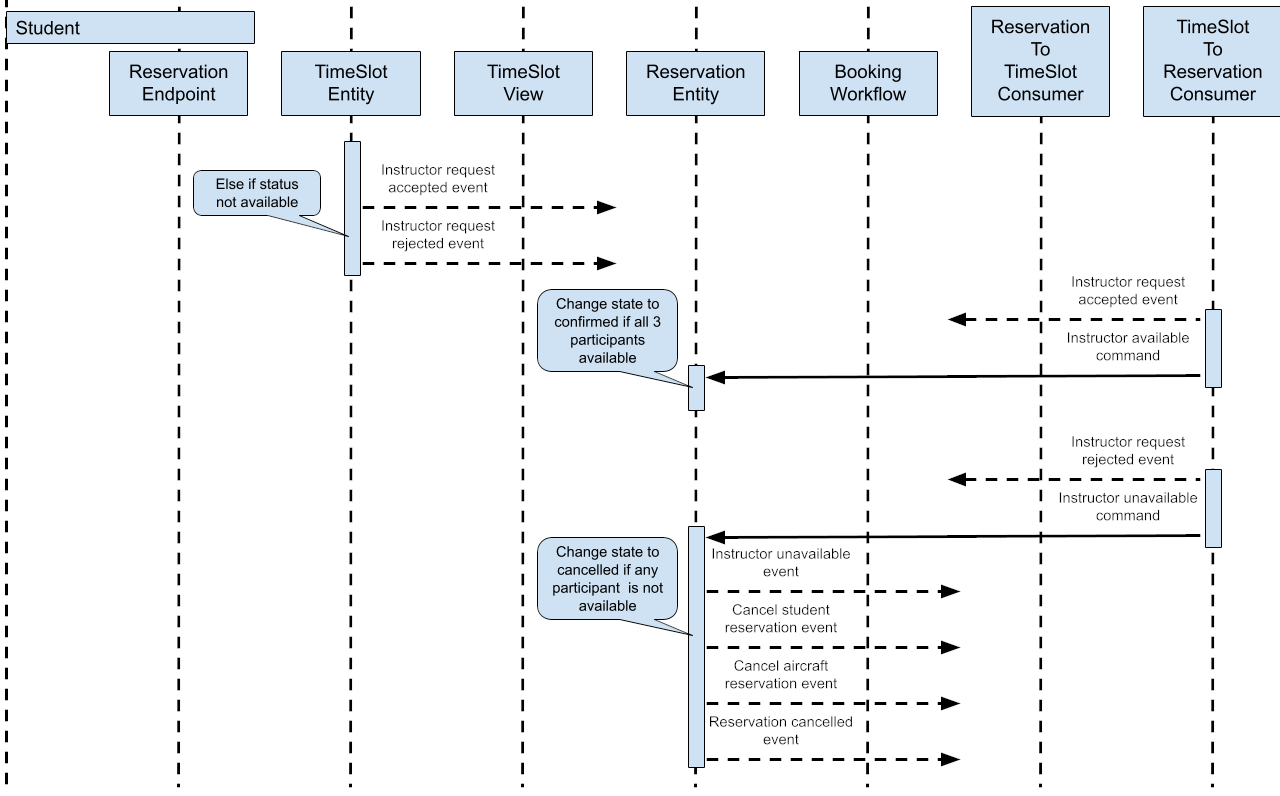 Student
Reservation
Endpoint
TimeSlot
Entity
TimeSlot
View
Reservation
Entity
Booking
Workflow
Reservation
To
TimeSlot
Consumer
TimeSlot
To
Reservation
Consumer
Else if status
not available
Instructor request
accepted event
Instructor request
rejected event
Change state to
confirmed if all 3
participants
available
Instructor request
accepted event
Instructor available
command
Instructor request
rejected event
Instructor unavailable
command
Change state to
cancelled if any
participant is not
available
Instructor unavailable
event
Cancel student
reservation event
Cancel aircraft
reservation event
Reservation cancelled
event